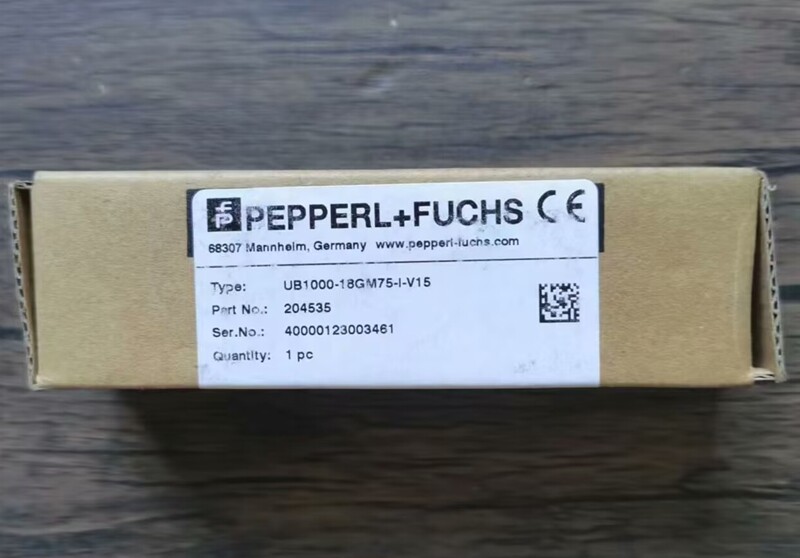 PEPPERL+FUCHS CE
68307 Mannheim, Germany www.pepperl-fuchs.com
Type: UB1000-18GM75-I-V15
Part No.: 204535
Ser.No.: 40000123003461
Quantity: 1 pc